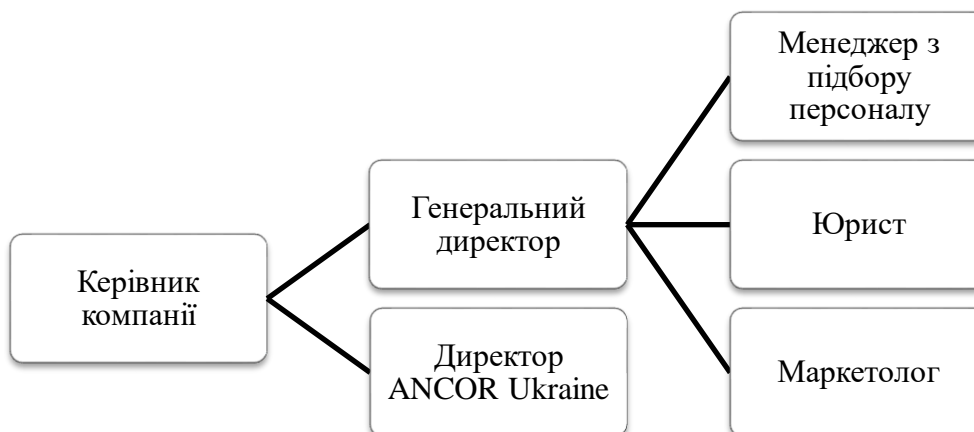 Керівник
компанії
Генеральний
директор
Директор
ANCOR Ukraine
Менеджер з
підбору
персоналу
Юрист
Маркетолог